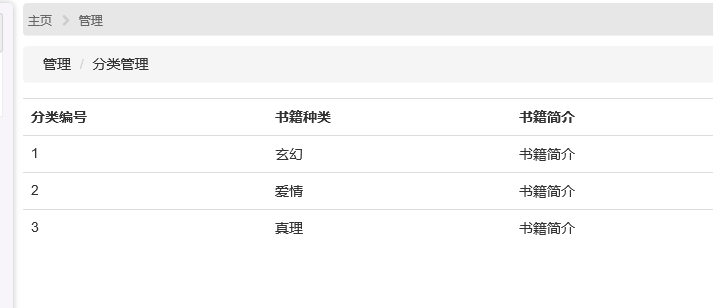 主页 管理
管理 / 分类管理
分类编号 书籍种类 书籍简介
1 玄幻 书籍简介
2 爱情 书籍简介
3 真理 书籍简介